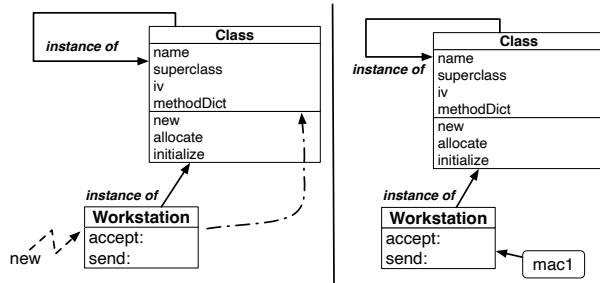 Class
instance of
name
superclass
iv
methodDict
new
allocate
initialize
instance of
Workstation
accept:
send:
new
Class
instance of
name
superclass
iv
methodDict
new
allocate
initialize
instance of
Workstation
accept:
send:
mac1